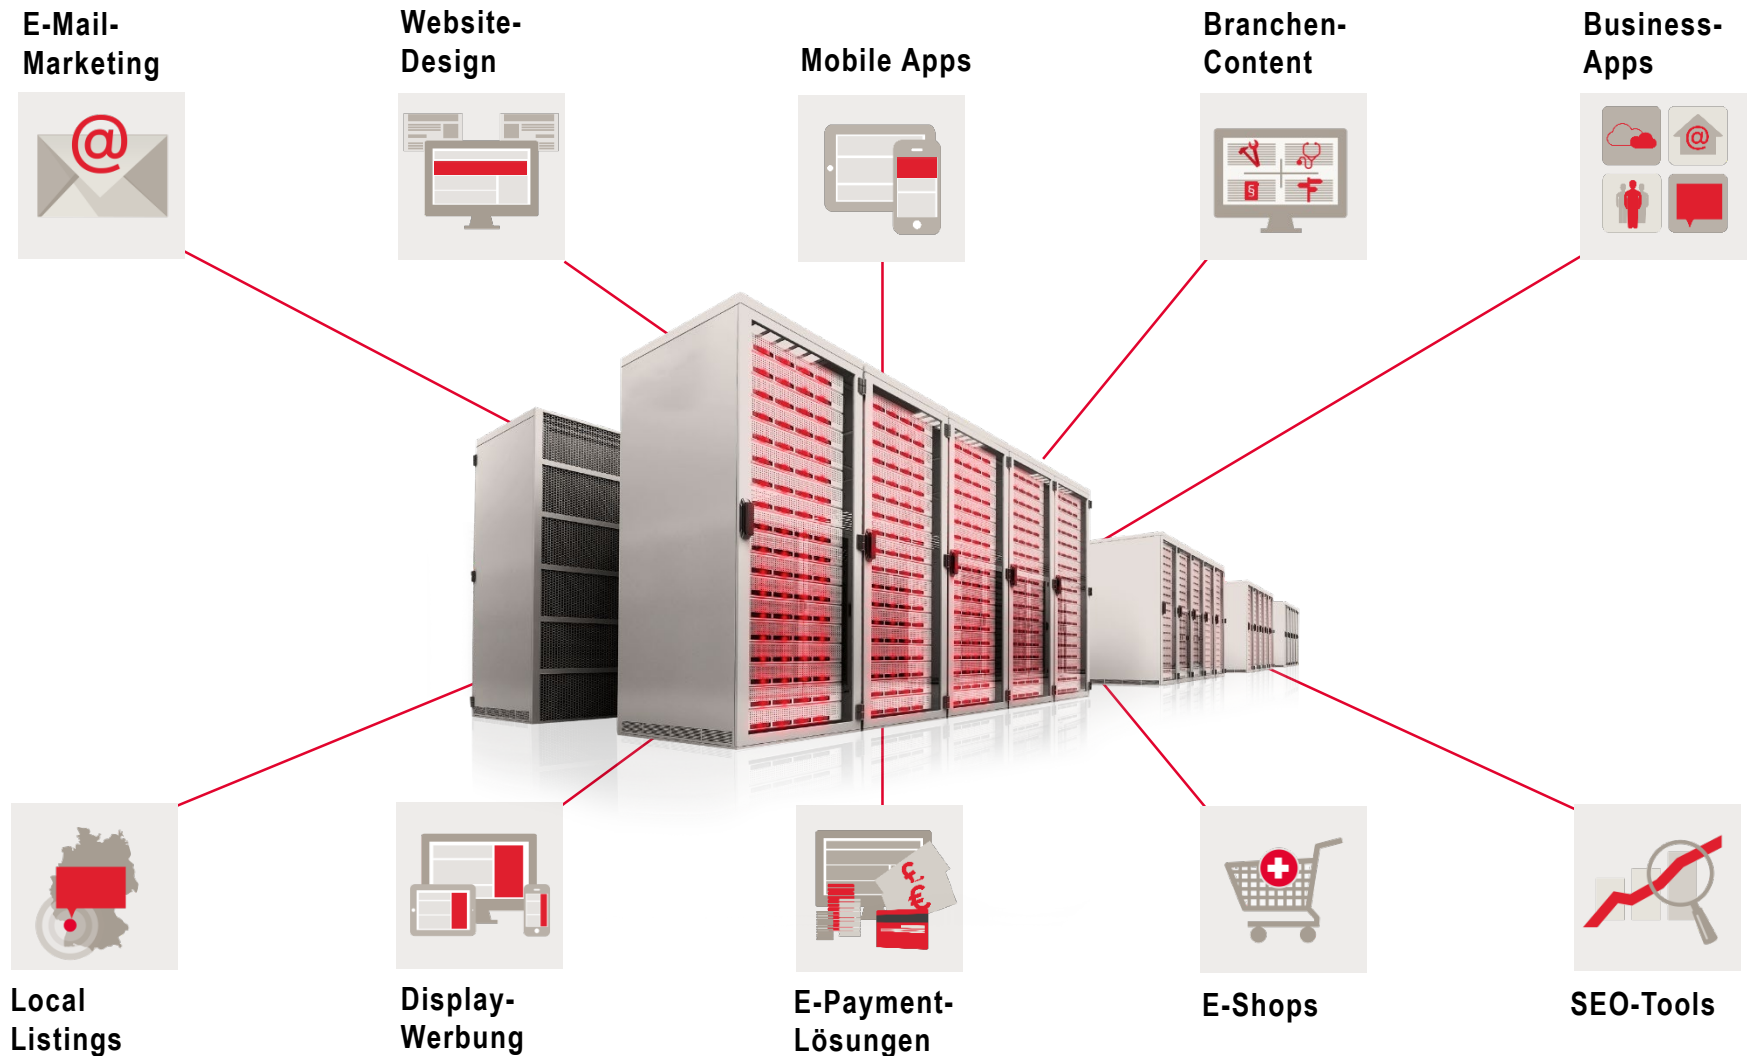 E-Mail-
Marketing
Website-
Design
Mobile Apps
Branchen-
Content
Business-
Apps
@
@
§
£
€
Local
Listings
Display-
Werbung
E-Payment-
Lösungen
E-Shops
SEO-Tools